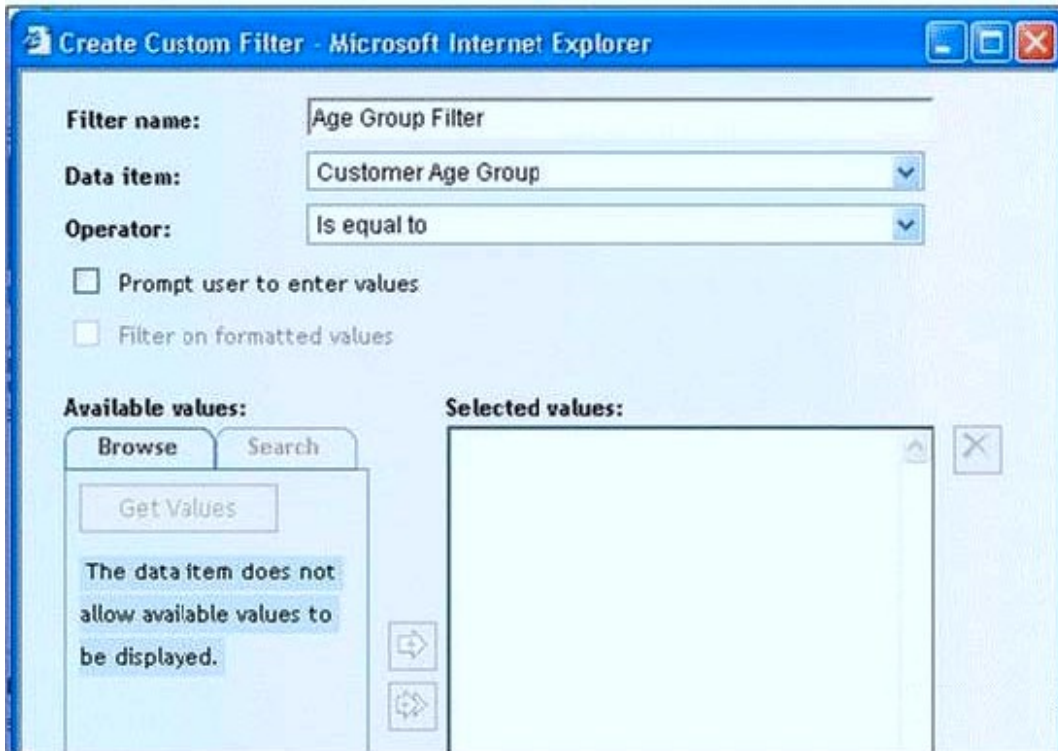 Create Custom Filter - Microsoft Internet Explorer
Filter name: Age Group Filter
Data item: Customer Age Group
Operator: Is equal to
Prompt user to enter values
Filter on formatted values
Available values: Selected values:
Browse Search
Get Values
The data item does not
allow available values to
be displayed.